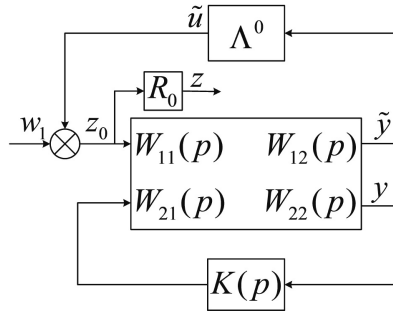 ũ Λ⁰
R₀ z
w₁ z₀ ỹ
W₁₁(p) W₁₂(p)
W₂₁(p) W₂₂(p) y
K(p)